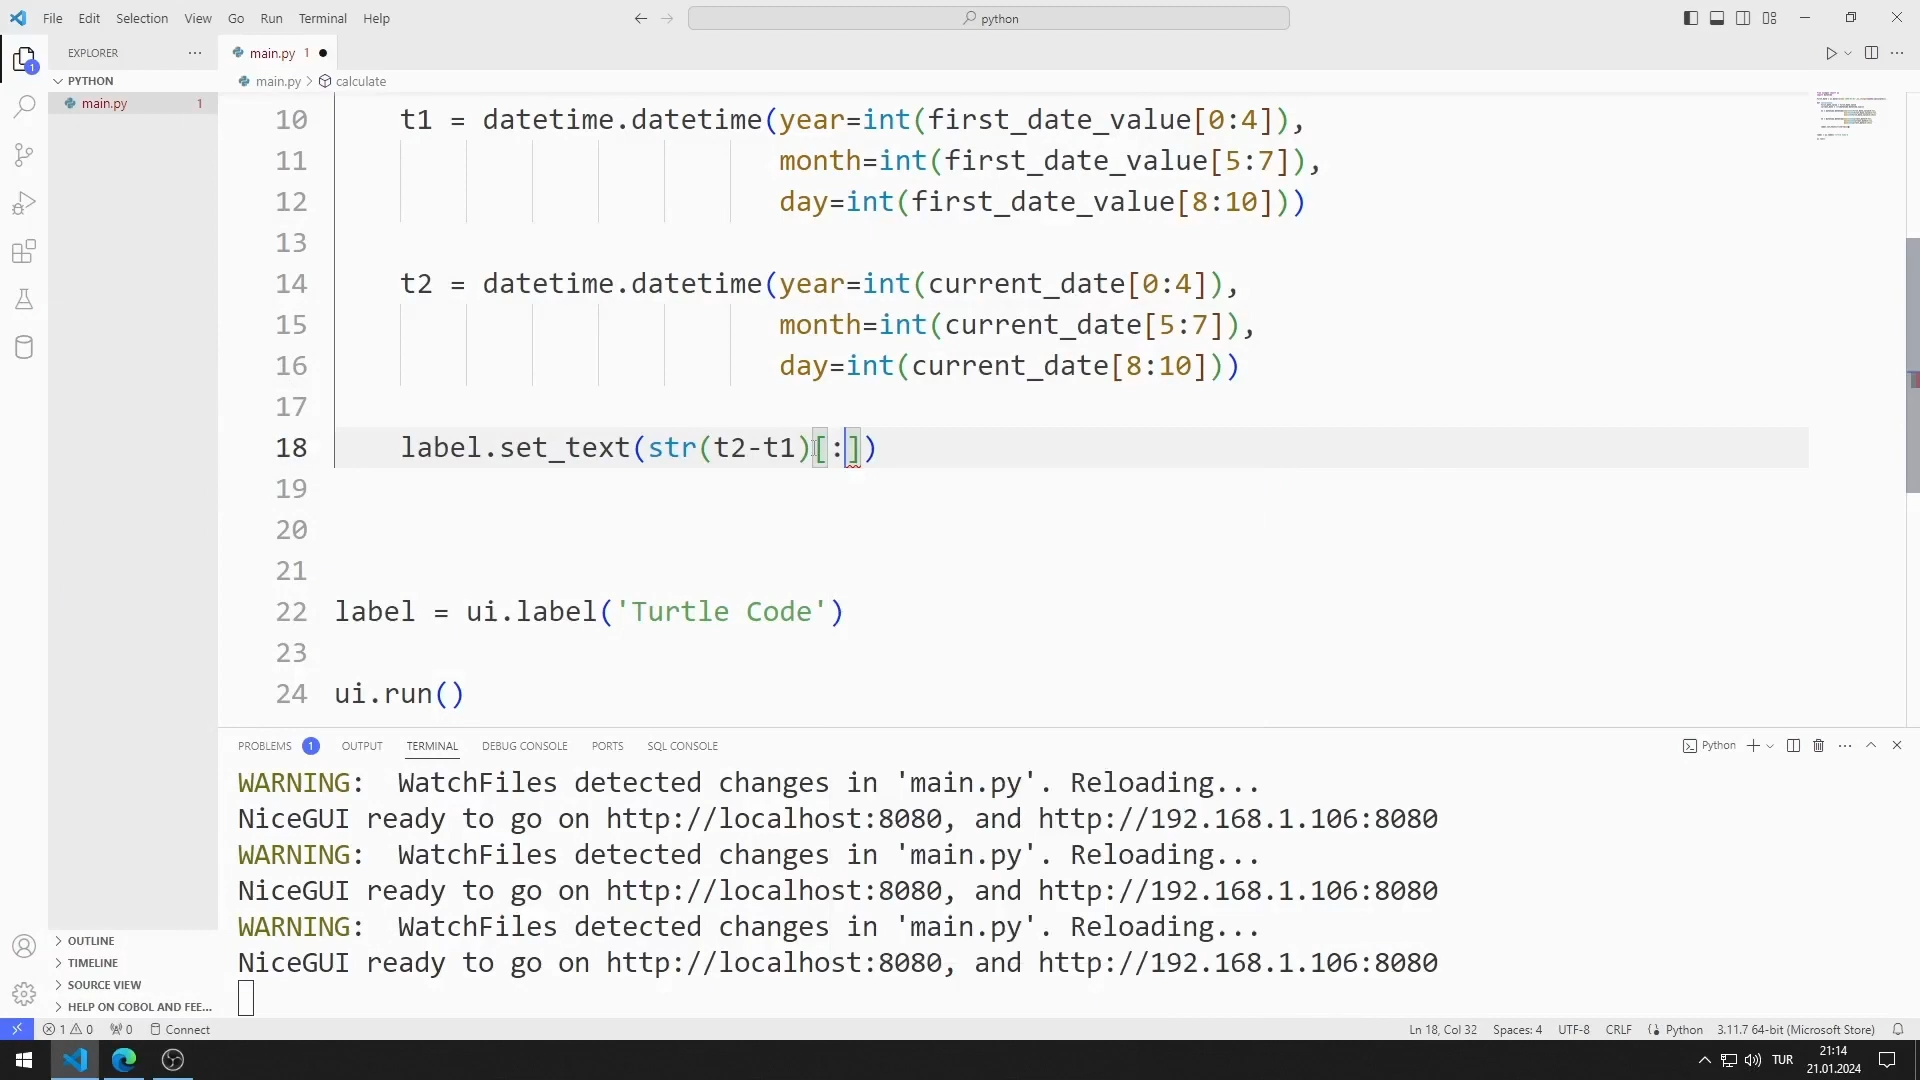 File Edit Selection View Go Run Terminal Help
python
EXPLORER
PYTHON
main.py 1
main.py 1
main.py > calculate
10 t1 = datetime.datetime(year=int(first_date_value[0:4]),
11 month=int(first_date_value[5:7]),
12 day=int(first_date_value[8:10]))
13
14 t2 = datetime.datetime(year=int(current_date[0:4]),
15 month=int(current_date[5:7]),
16 day=int(current_date[8:10]))
17
18 label.set_text(str(t2-t1)[:])
19
20
21
22 label = ui.label('Turtle Code')
23
24 ui.run()
PROBLEMS 1 OUTPUT TERMINAL DEBUG CONSOLE PORTS SQL CONSOLE
Python
WARNING:  WatchFiles detected changes in 'main.py'. Reloading...
NiceGUI ready to go on http://localhost:8080, and http://192.168.1.106:8080
WARNING:  WatchFiles detected changes in 'main.py'. Reloading...
NiceGUI ready to go on http://localhost:8080, and http://192.168.1.106:8080
WARNING:  WatchFiles detected changes in 'main.py'. Reloading...
NiceGUI ready to go on http://localhost:8080, and http://192.168.1.106:8080
OUTLINE
TIMELINE
SOURCE VIEW
HELP ON COBOL AND FEE...
1 0 0 Connect
Ln 18, Col 32 Spaces: 4 UTF-8 CRLF Python 3.11.7 64-bit (Microsoft Store)
TUR
21:14
21.01.2024